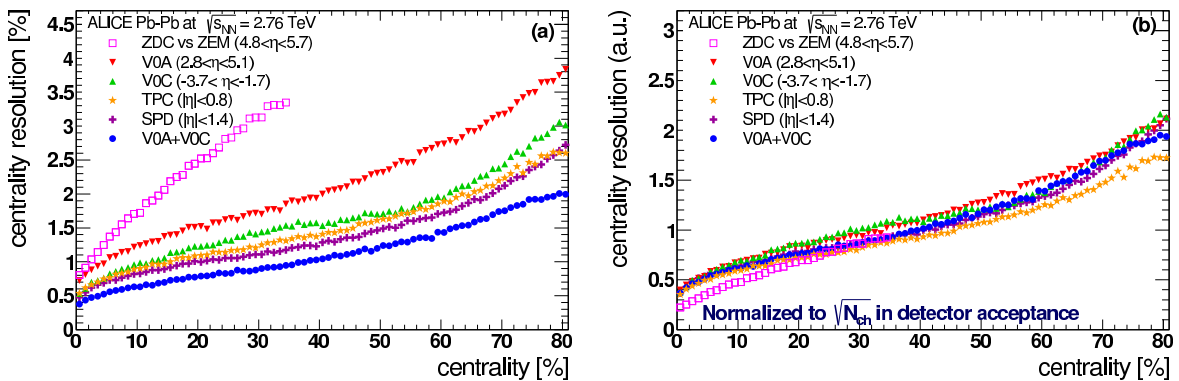 centrality resolution [%]
4.5
4
3.5
3
2.5
2
1.5
1
0.5
0
ALICE Pb-Pb at √sNN = 2.76 TeV
(a)
ZDC vs ZEM (4.8<η<5.7)
V0A (2.8<η<5.1)
V0C (-3.7< η<-1.7)
TPC (|η|<0.8)
SPD (|η|<1.4)
V0A+V0C
0 10 20 30 40 50 60 70 80
centrality [%]
centrality resolution (a.u.)
3
2.5
2
1.5
1
0.5
0
ALICE Pb-Pb at √sNN = 2.76 TeV
(b)
ZDC vs ZEM (4.8<η<5.7)
V0A (2.8<η<5.1)
V0C (-3.7< η<-1.7)
TPC (|η|<0.8)
SPD (|η|<1.4)
V0A+V0C
Normalized to √Nch in detector acceptance
0 10 20 30 40 50 60 70 80
centrality [%]